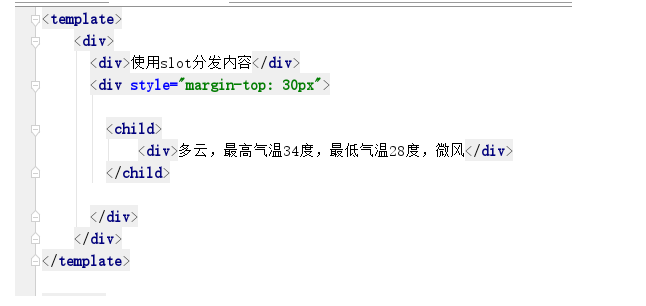 <template>
<div>
<div>使用slot分发内容</div>
<div style="margin-top: 30px">
<child>
<div>多云，最高气温34度，最低气温28度，微风</div>
</child>
</div>
</div>
</template>